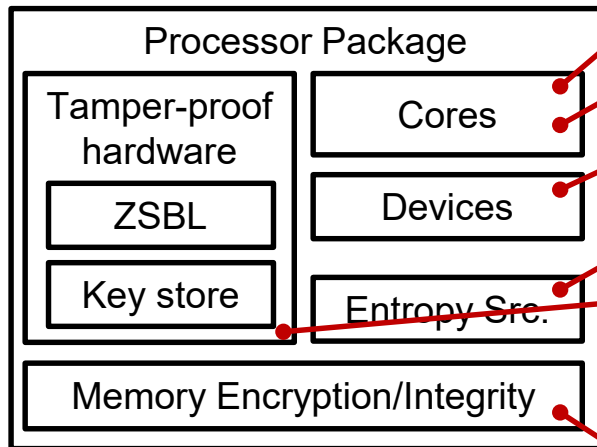 Processor Package
Tamper-proof
hardware
ZSBL
Key store
Cores
Devices
Entropy Src.
Memory Encryption/Integrity